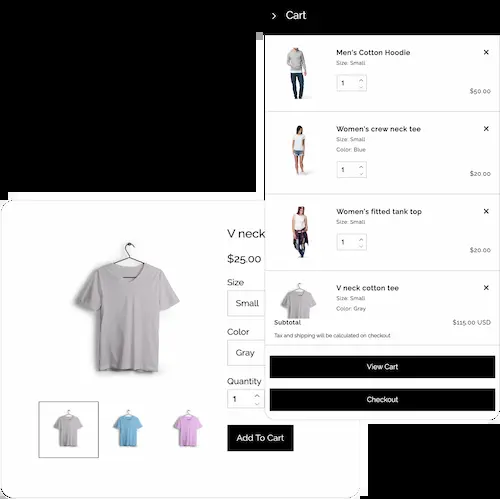 Cart
Men's Cotton Hoodie
Size: Small
1
$50.00
Women's crew neck tee
Size: Small
Color: Blue
1
$20.00
Women's fitted tank top
Size: Small
1
$20.00
V neck cotton tee
Size: Small
Color: Gray
Subtotal
$115.00 USD
Tax and shipping will be calculated on checkout
View Cart
Checkout
V neck
$25.00
Size
Small
Color
Gray
Quantity
1
Add To Cart